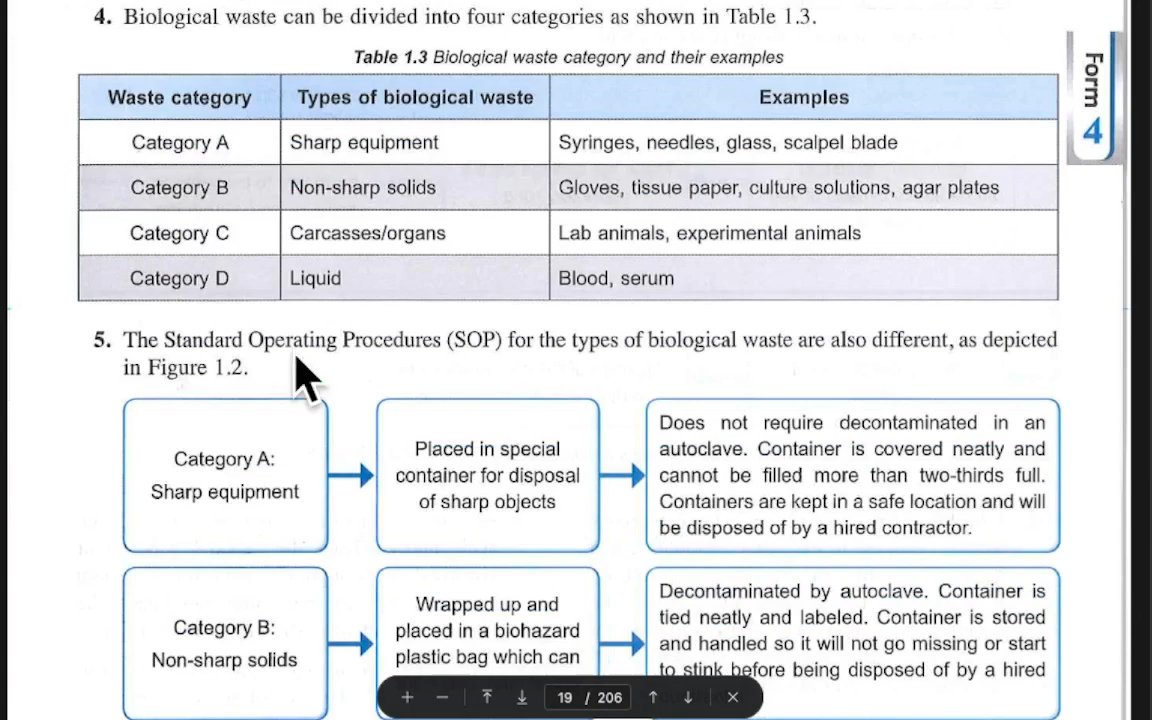 4. Biological waste can be divided into four categories as shown in Table 1.3.
Table 1.3 Biological waste category and their examples
Waste category Types of biological waste Examples
Category A Sharp equipment Syringes, needles, glass, scalpel blade
Category B Non-sharp solids Gloves, tissue paper, culture solutions, agar plates
Category C Carcasses/organs Lab animals, experimental animals
Category D Liquid Blood, serum
Form
4
5. The Standard Operating Procedures (SOP) for the types of biological waste are also different, as depicted
in Figure 1.2.
Category A:
Sharp equipment
Placed in special
container for disposal
of sharp objects
Does not require decontaminated in an
autoclave. Container is covered neatly and
cannot be filled more than two-thirds full.
Containers are kept in a safe location and will
be disposed of by a hired contractor.
Category B:
Non-sharp solids
Wrapped up and
placed in a biohazard
plastic bag which can
Decontaminated by autoclave. Container is
tied neatly and labeled. Container is stored
and handled so it will not go missing or start
to stink before being disposed of by a hired
19 / 206